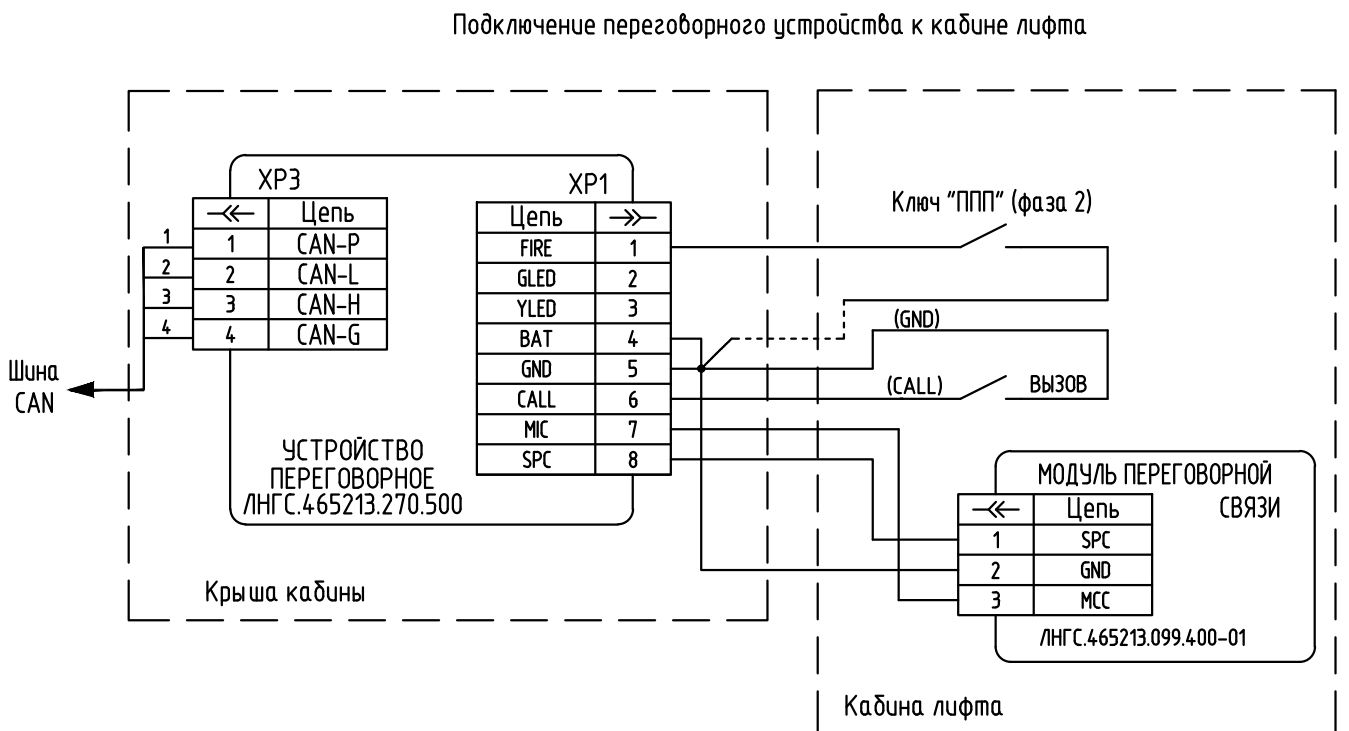 Подключение переговорного устройства к кабине лифта
XP3
Цепь
1 1 CAN-P
2 2 CAN-L
3 3 CAN-H
4 4 CAN-G
Шина
CAN
XP1
Цепь
FIRE 1
GLED 2
YLED 3
BAT 4
GND 5
CALL 6
MIC 7
SPC 8
УСТРОЙСТВО
ПЕРЕГОВОРНОЕ
ЛНГС.465213.270.500
Крыша кабины
Ключ "ППП" (фаза 2)
(GND)
(CALL) ВЫЗОВ
МОДУЛЬ ПЕРЕГОВОРНОЙ
СВЯЗИ
Цепь
1 SPC
2 GND
3 MCC
ЛНГС.465213.099.400-01
Кабина лифта